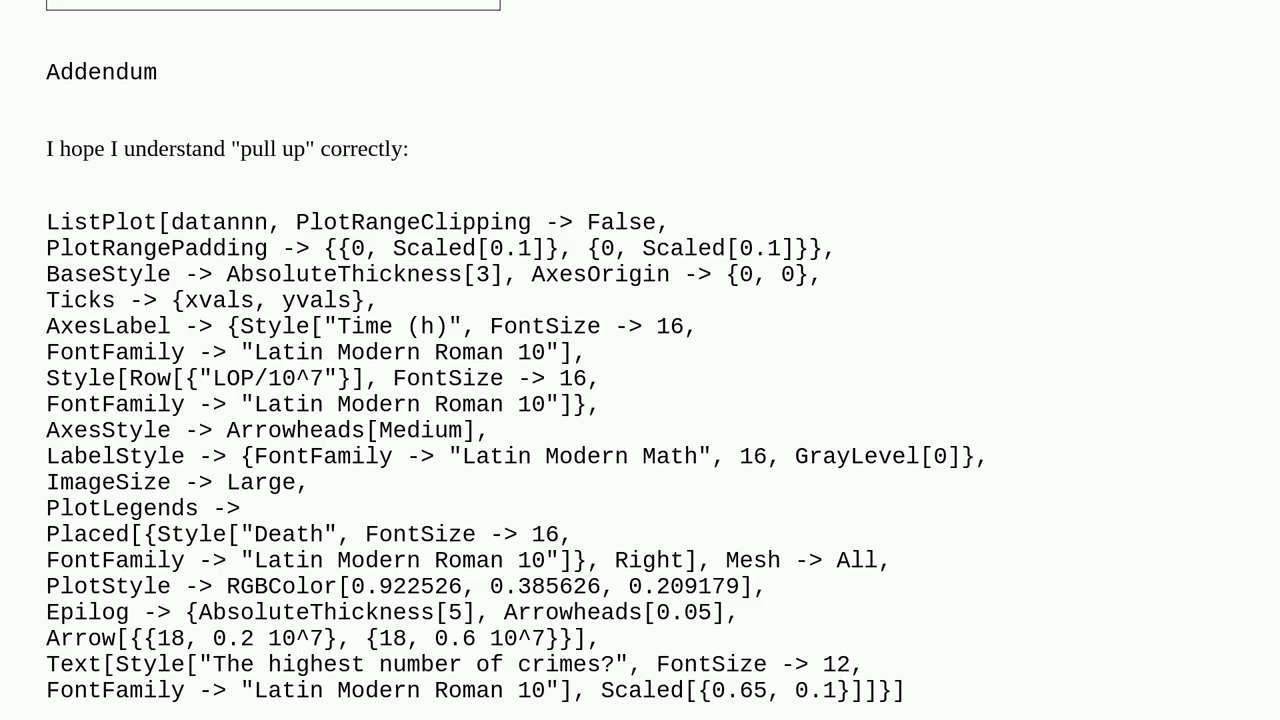 Addendum
I hope I understand "pull up" correctly:
ListPlot[datannn, PlotRangeClipping -> False,
PlotRangePadding -> {{0, Scaled[0.1]}, {0, Scaled[0.1]}},
BaseStyle -> AbsoluteThickness[3], AxesOrigin -> {0, 0},
Ticks -> {xvals, yvals},
AxesLabel -> {Style["Time (h)", FontSize -> 16,
FontFamily -> "Latin Modern Roman 10"],
Style[Row[{"LOP/10^7"}], FontSize -> 16,
FontFamily -> "Latin Modern Roman 10"]},
AxesStyle -> Arrowheads[Medium],
LabelStyle -> {FontFamily -> "Latin Modern Math", 16, GrayLevel[0]},
ImageSize -> Large,
PlotLegends ->
Placed[{Style["Death", FontSize -> 16,
FontFamily -> "Latin Modern Roman 10"]}, Right], Mesh -> All,
PlotStyle -> RGBColor[0.922526, 0.385626, 0.209179],
Epilog -> {AbsoluteThickness[5], Arrowheads[0.05],
Arrow[{{18, 0.2 10^7}, {18, 0.6 10^7}}],
Text[Style["The highest number of crimes?", FontSize -> 12,
FontFamily -> "Latin Modern Roman 10"], Scaled[{0.65, 0.1}]]}]